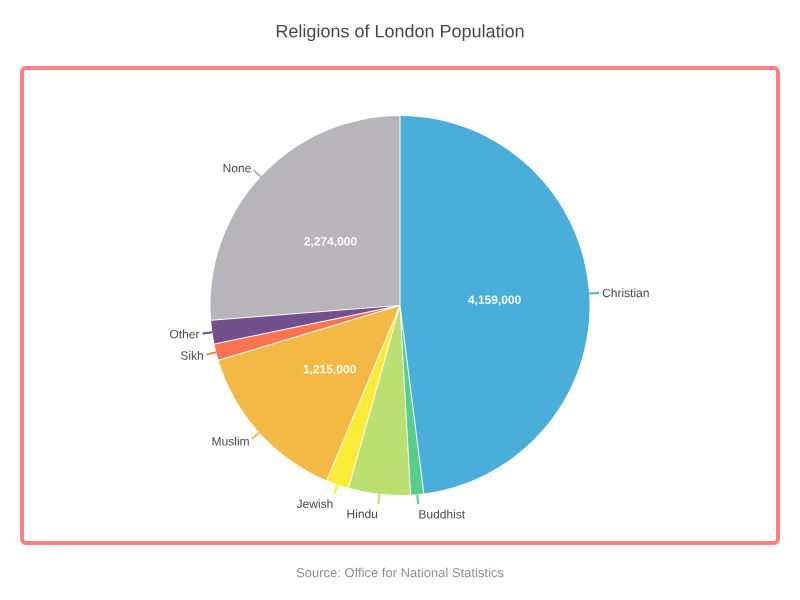 Religions of London Population
None
2,274,000
4,159,000
Christian
Other
Sikh
1,215,000
Muslim
Jewish
Hindu
Buddhist
Source: Office for National Statistics